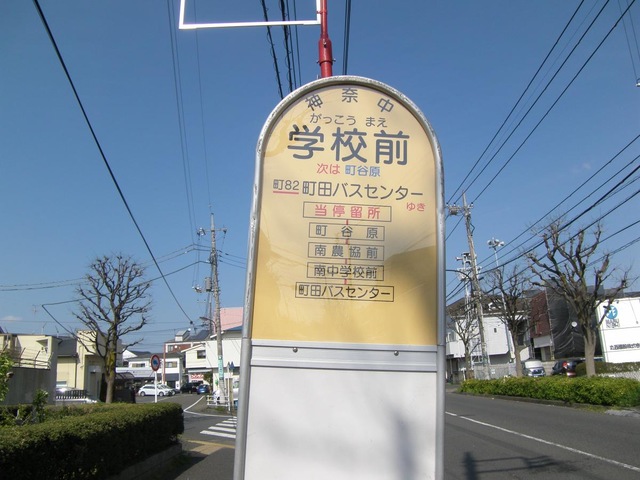 神奈中
がっこう まえ
学校前
次は 町谷原
町82 町田バスセンター
ゆき
当停留所
町谷原
南農協前
南中学校前
町田バスセンター